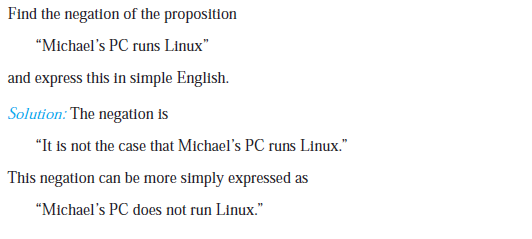 Find the negation of the proposition
“Michael’s PC runs Linux”
and express this in simple English.
Solution: The negation is
“It is not the case that Michael’s PC runs Linux.”
This negation can be more simply expressed as
“Michael’s PC does not run Linux.”